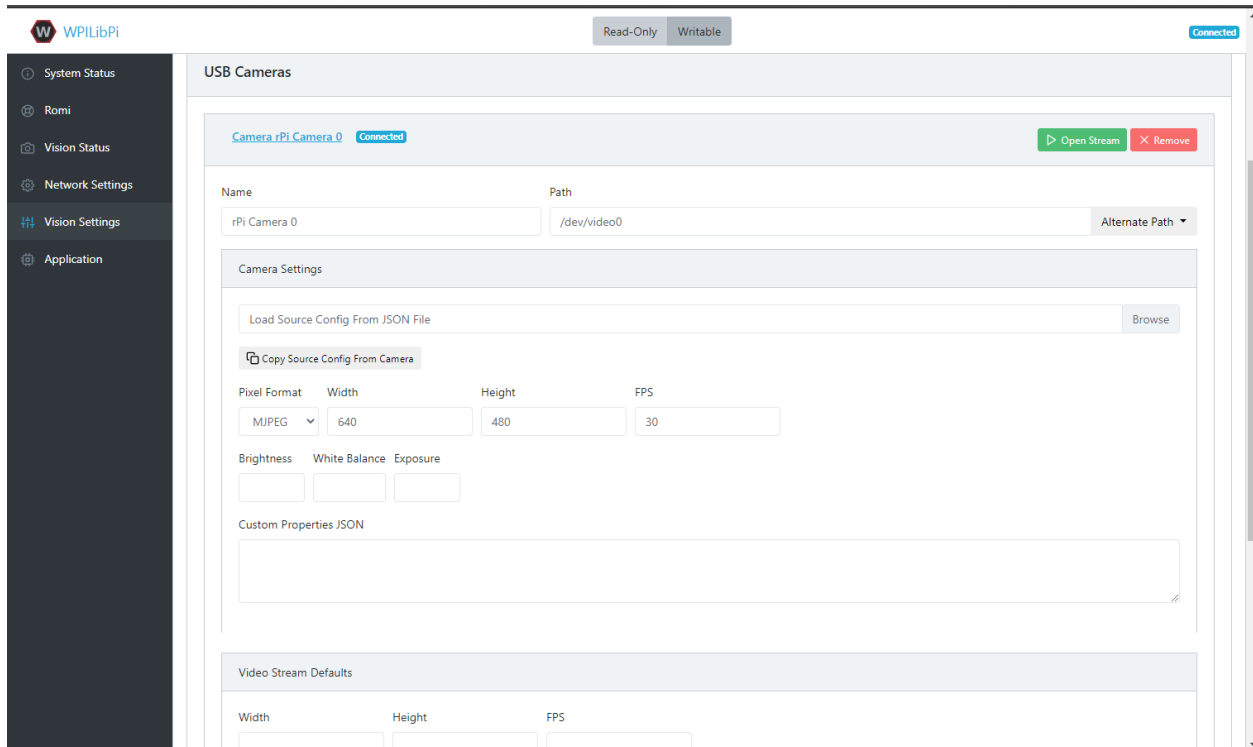 W WPILibPi
Read-Only Writable
Connected
System Status
Romi
Vision Status
Network Settings
Vision Settings
Application
USB Cameras
Camera rPi Camera 0 Connected
Open Stream Remove
Name Path
rPi Camera 0 /dev/video0 Alternate Path
Camera Settings
Load Source Config From JSON File Browse
Copy Source Config From Camera
Pixel Format Width Height FPS
MJPEG 640 480 30
Brightness White Balance Exposure
Custom Properties JSON
Video Stream Defaults
Width Height FPS